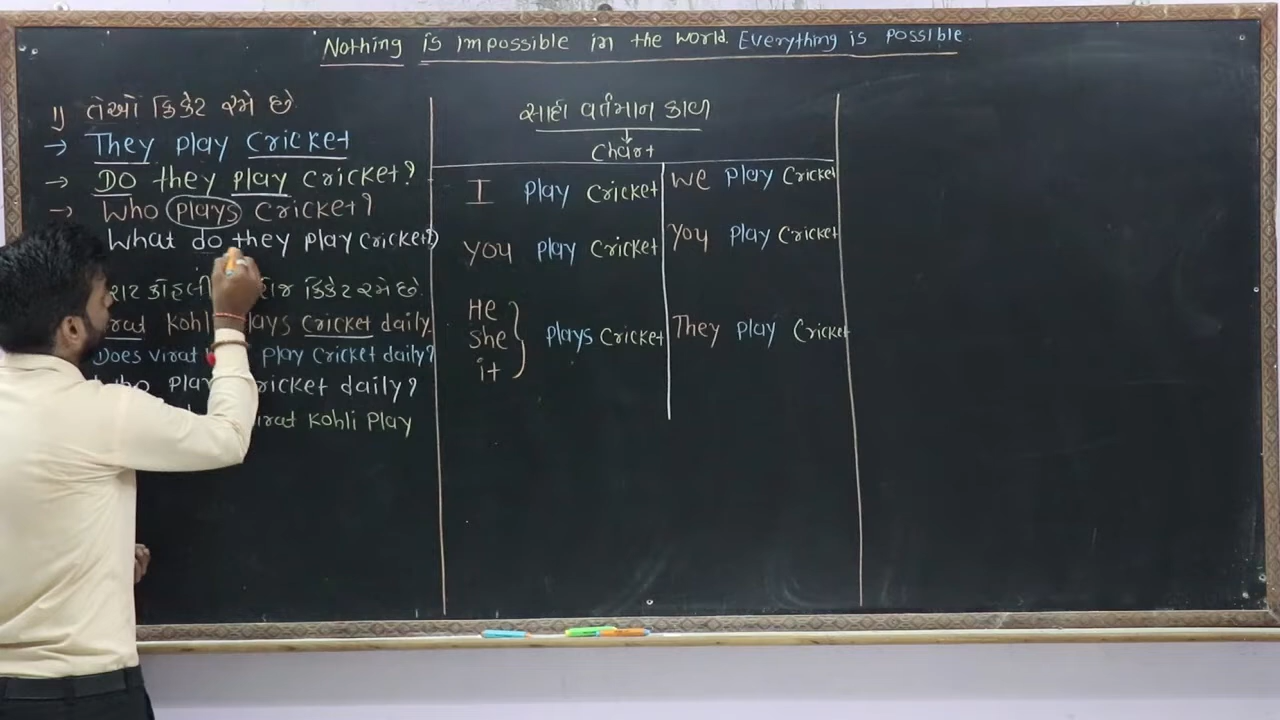 Nothing is impossible in the world. Everything is possible.
1) તેઓ ક્રિકેટ રમે છે.
→ They play Cricket
→ DO they play cricket?
→ Who plays Cricket?
What do they play (cricket)
કોહલી ક્રિકેટ રમે છે.
Kohli Cricket daily
Does Virat play Cricket daily?
daily?
Kohli Play
સાદો વર્તમાન કાળ
↓
Chart
I Play Cricket
you play Cricket
He
She
it
Plays Cricket
We Play Cricket
you Play Cricket
They Play Cricket